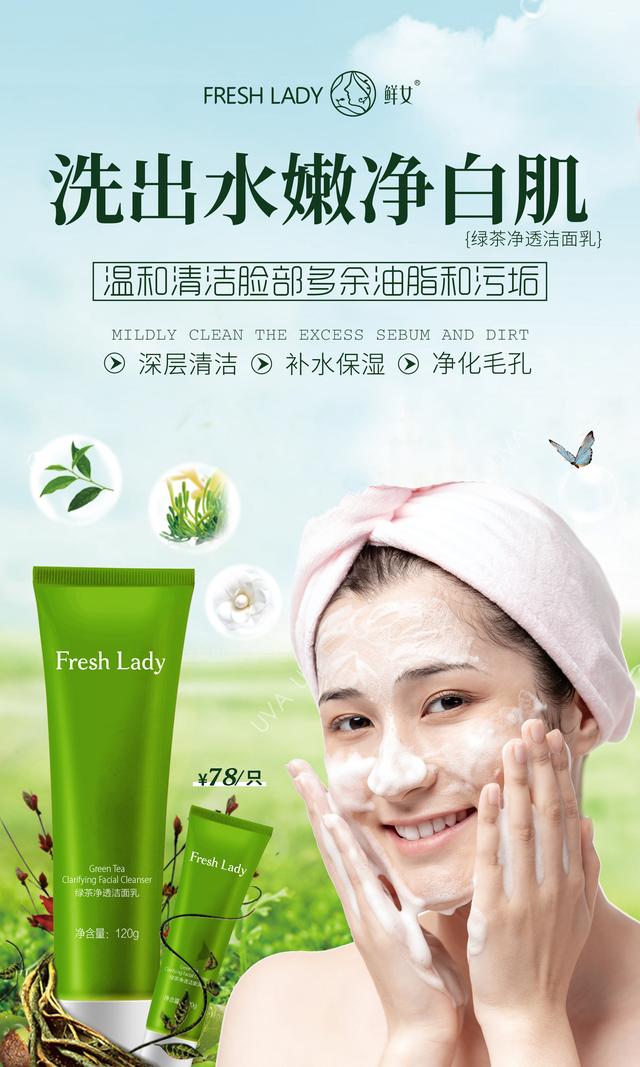 FRESH LADY 鲜女®
洗出水嫩净白肌
{绿茶净透洁面乳}
温和清洁脸部多余油脂和污垢
MILDLY CLEAN THE EXCESS SEBUM AND DIRT
深层清洁 补水保湿 净化毛孔
Fresh Lady
¥78/只
Fresh Lady
Green Tea
Clarifying Facial Cleanser
绿茶净透洁面乳
净含量：120g